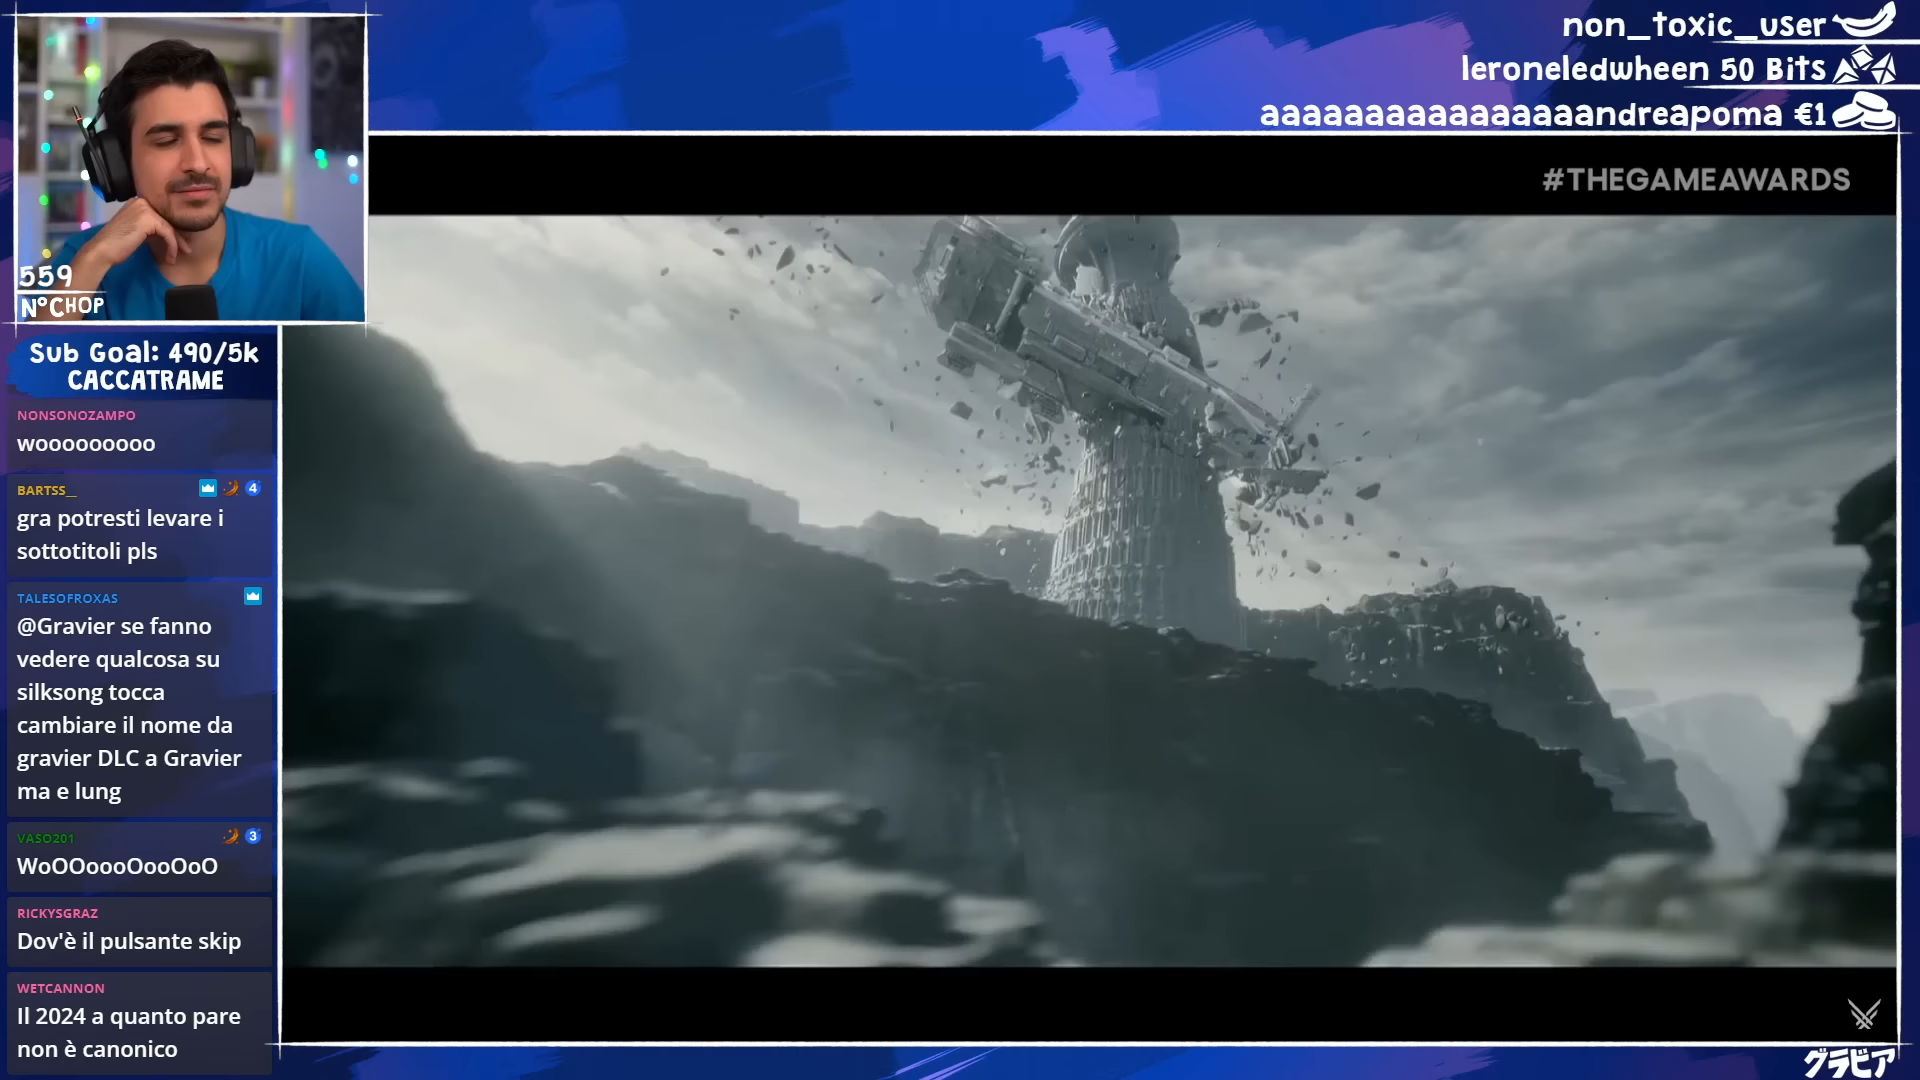 non_toxic_user
leroneledwheen 50 Bits
aaaaaaaaaaaaaaaandreapoma €1
#THEGAMEAWARDS
559
N°CHOP
Sub Goal: 490/5k
CACCATRAME
NONSONOZAMPO
wooooooooo
BARTSS__ 4
gra potresti levare i
sottotitoli pls
TALESOFROXAS
@Gravier se fanno
vedere qualcosa su
silksong tocca
cambiare il nome da
gravier DLC a Gravier
ma e lung
VASO201 3
WoOOoooOooOoO
RICKYSGRAZ
Dov'è il pulsante skip
WETCANNON
Il 2024 a quanto pare
non è canonico
グラビア